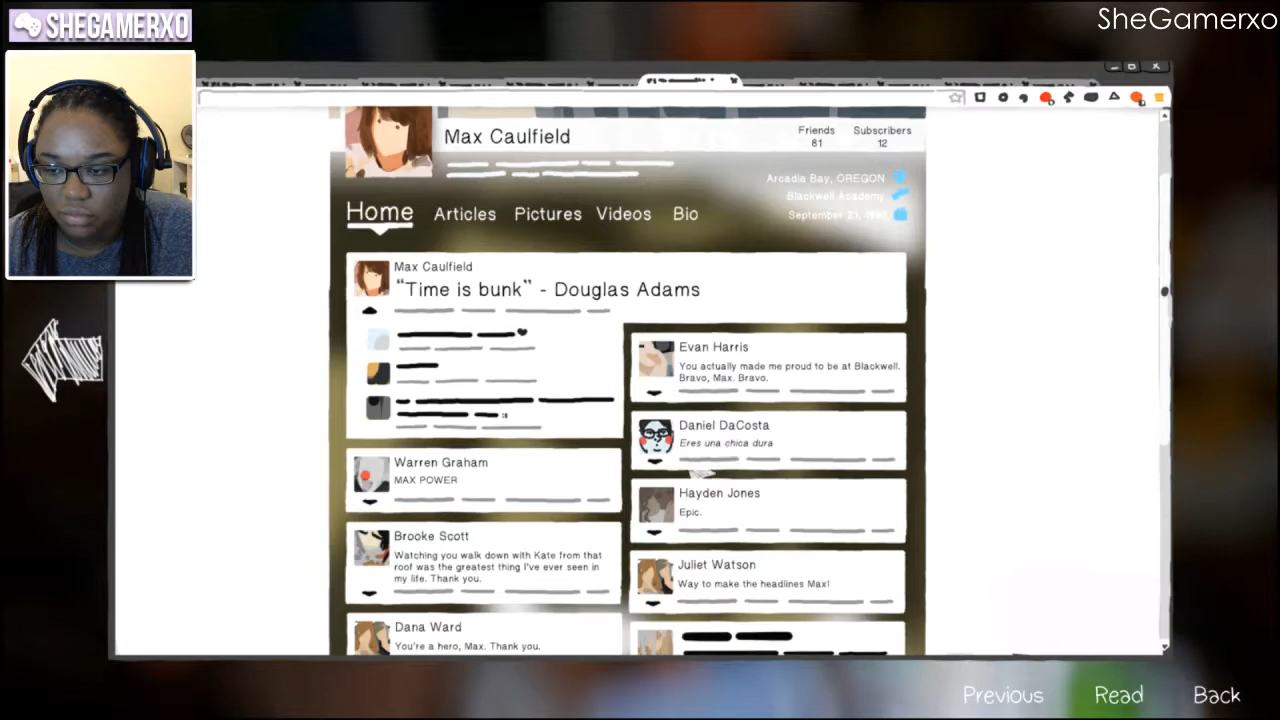 SHEGAMERXO
SheGamerxo
Max Caulfield
Friends
81
Subscribers
12
Arcadia Bay, OREGON
Blackwell Academy
September 21,
Home Articles Pictures Videos Bio
Max Caulfield
“Time is bunk” - Douglas Adams
Warren Graham
MAX POWER
Brooke Scott
Watching you walk down with Kate from that
roof was the greatest thing I've ever seen in
my life. Thank you.
Dana Ward
You're a hero, Max. Thank you.
Evan Harris
You actually made me proud to be at Blackwell.
Bravo, Max. Bravo.
Daniel DaCosta
Eres una chica dura
Hayden Jones
Epic.
Juliet Watson
Way to make the headlines Max!
Previous Read Back